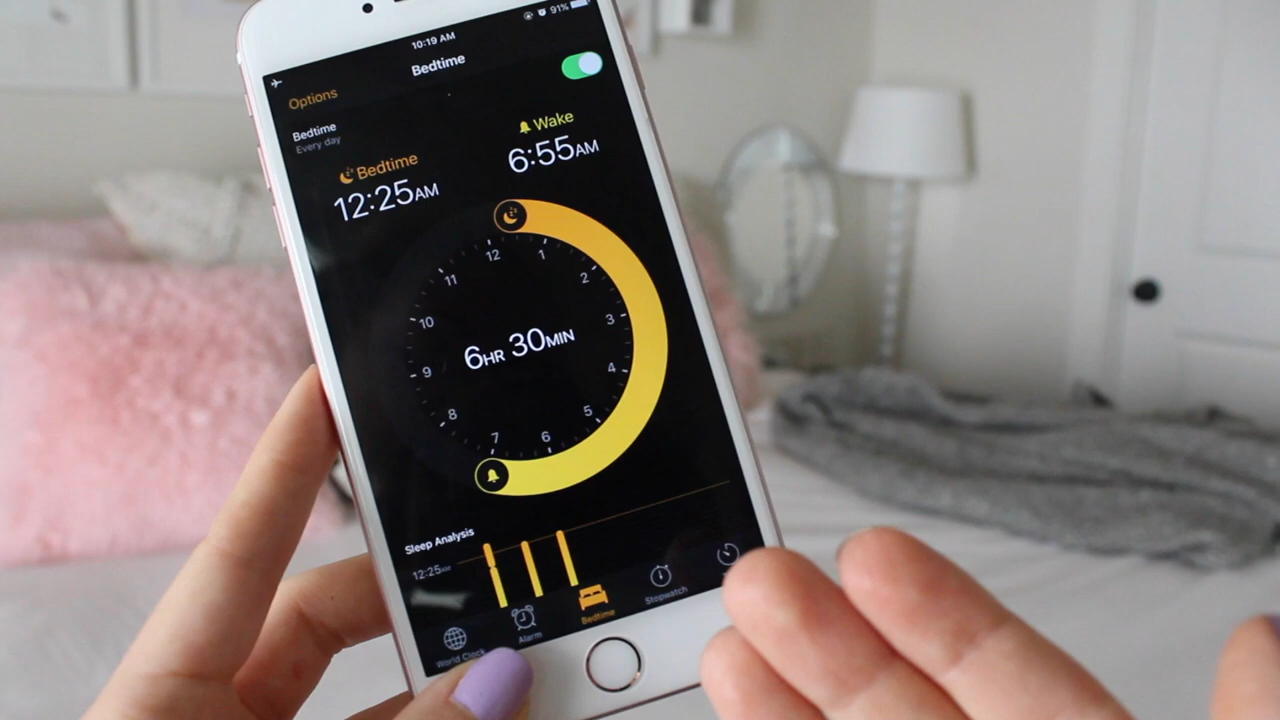 10:19 AM
91%
Bedtime
Options
Bedtime
Every day
Bedtime
12:25AM
Wake
6:55AM
12
1
2
3
4
5
6
7
8
9
10
11
6HR 30MIN
Sleep Analysis
12:25AM
World Clock
Alarm
Bedtime
Stopwatch